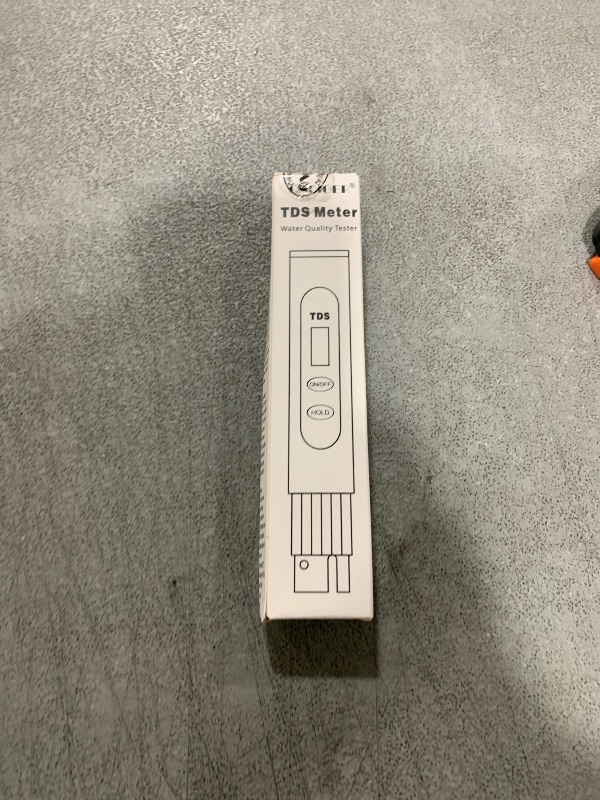 TDS Meter
Water Quality Tester
TDS
ON/OFF
HOLD